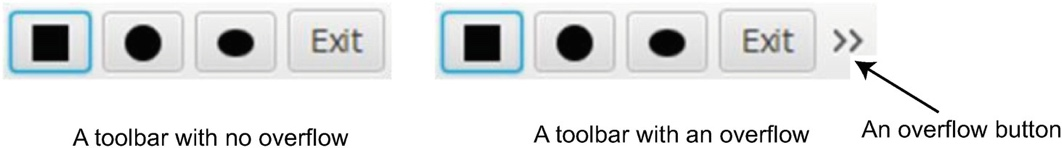 Exit
Exit >>
A toolbar with no overflow
A toolbar with an overflow
An overflow button